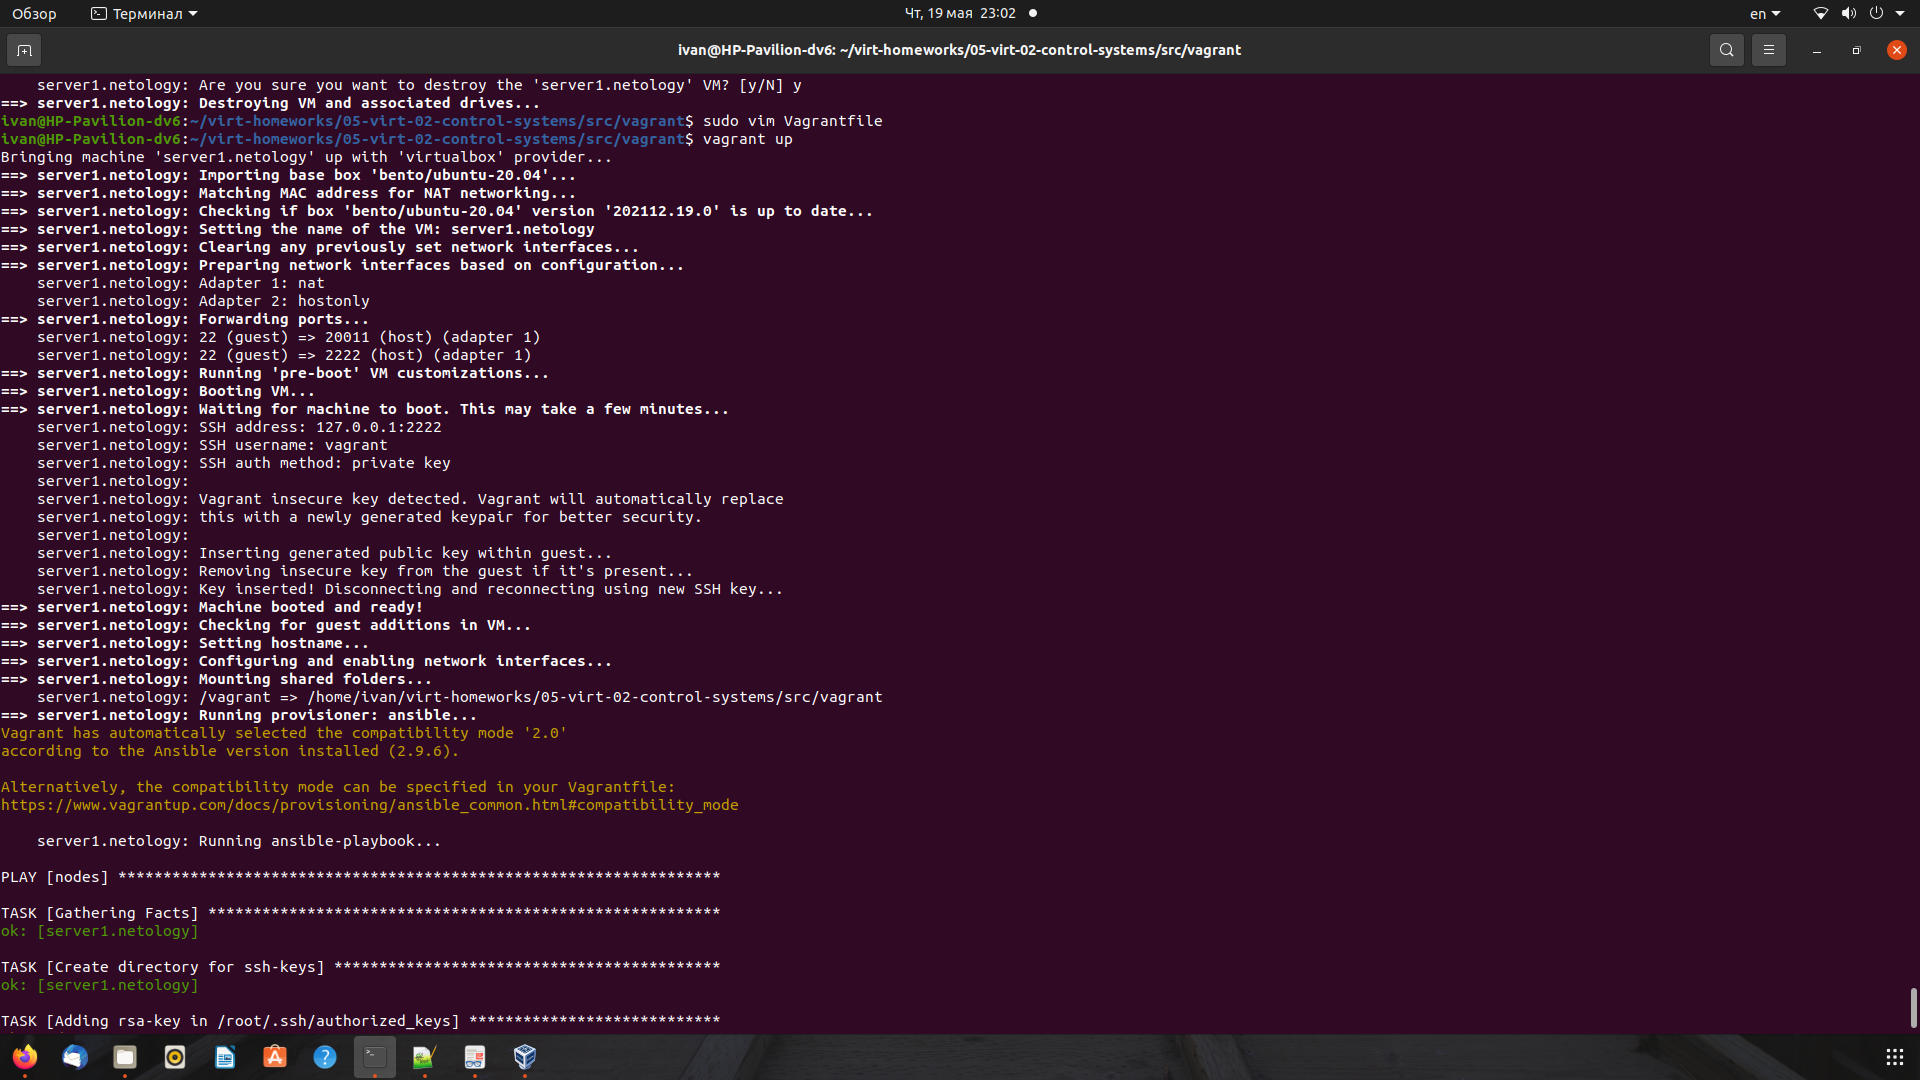 Обзор
Терминал
Чт, 19 мая 23:02
en
ivan@HP-Pavilion-dv6: ~/virt-homeworks/05-virt-02-control-systems/src/vagrant
    server1.netology: Are you sure you want to destroy the 'server1.netology' VM? [y/N] y
==> server1.netology: Destroying VM and associated drives...
ivan@HP-Pavilion-dv6:~/virt-homeworks/05-virt-02-control-systems/src/vagrant$ sudo vim Vagrantfile
ivan@HP-Pavilion-dv6:~/virt-homeworks/05-virt-02-control-systems/src/vagrant$ vagrant up
Bringing machine 'server1.netology' up with 'virtualbox' provider...
==> server1.netology: Importing base box 'bento/ubuntu-20.04'...
==> server1.netology: Matching MAC address for NAT networking...
==> server1.netology: Checking if box 'bento/ubuntu-20.04' version '202112.19.0' is up to date...
==> server1.netology: Setting the name of the VM: server1.netology
==> server1.netology: Clearing any previously set network interfaces...
==> server1.netology: Preparing network interfaces based on configuration...
    server1.netology: Adapter 1: nat
    server1.netology: Adapter 2: hostonly
==> server1.netology: Forwarding ports...
    server1.netology: 22 (guest) => 20011 (host) (adapter 1)
    server1.netology: 22 (guest) => 2222 (host) (adapter 1)
==> server1.netology: Running 'pre-boot' VM customizations...
==> server1.netology: Booting VM...
==> server1.netology: Waiting for machine to boot. This may take a few minutes...
    server1.netology: SSH address: 127.0.0.1:2222
    server1.netology: SSH username: vagrant
    server1.netology: SSH auth method: private key
    server1.netology:
    server1.netology: Vagrant insecure key detected. Vagrant will automatically replace
    server1.netology: this with a newly generated keypair for better security.
    server1.netology:
    server1.netology: Inserting generated public key within guest...
    server1.netology: Removing insecure key from the guest if it's present...
    server1.netology: Key inserted! Disconnecting and reconnecting using new SSH key...
==> server1.netology: Machine booted and ready!
==> server1.netology: Checking for guest additions in VM...
==> server1.netology: Setting hostname...
==> server1.netology: Configuring and enabling network interfaces...
==> server1.netology: Mounting shared folders...
    server1.netology: /vagrant => /home/ivan/virt-homeworks/05-virt-02-control-systems/src/vagrant
==> server1.netology: Running provisioner: ansible...
Vagrant has automatically selected the compatibility mode '2.0'
according to the Ansible version installed (2.9.6).

Alternatively, the compatibility mode can be specified in your Vagrantfile:
https://www.vagrantup.com/docs/provisioning/ansible_common.html#compatibility_mode

    server1.netology: Running ansible-playbook...

PLAY [nodes] *******************************************************************

TASK [Gathering Facts] *********************************************************
ok: [server1.netology]

TASK [Create directory for ssh-keys] *******************************************
ok: [server1.netology]

TASK [Adding rsa-key in /root/.ssh/authorized_keys] ****************************